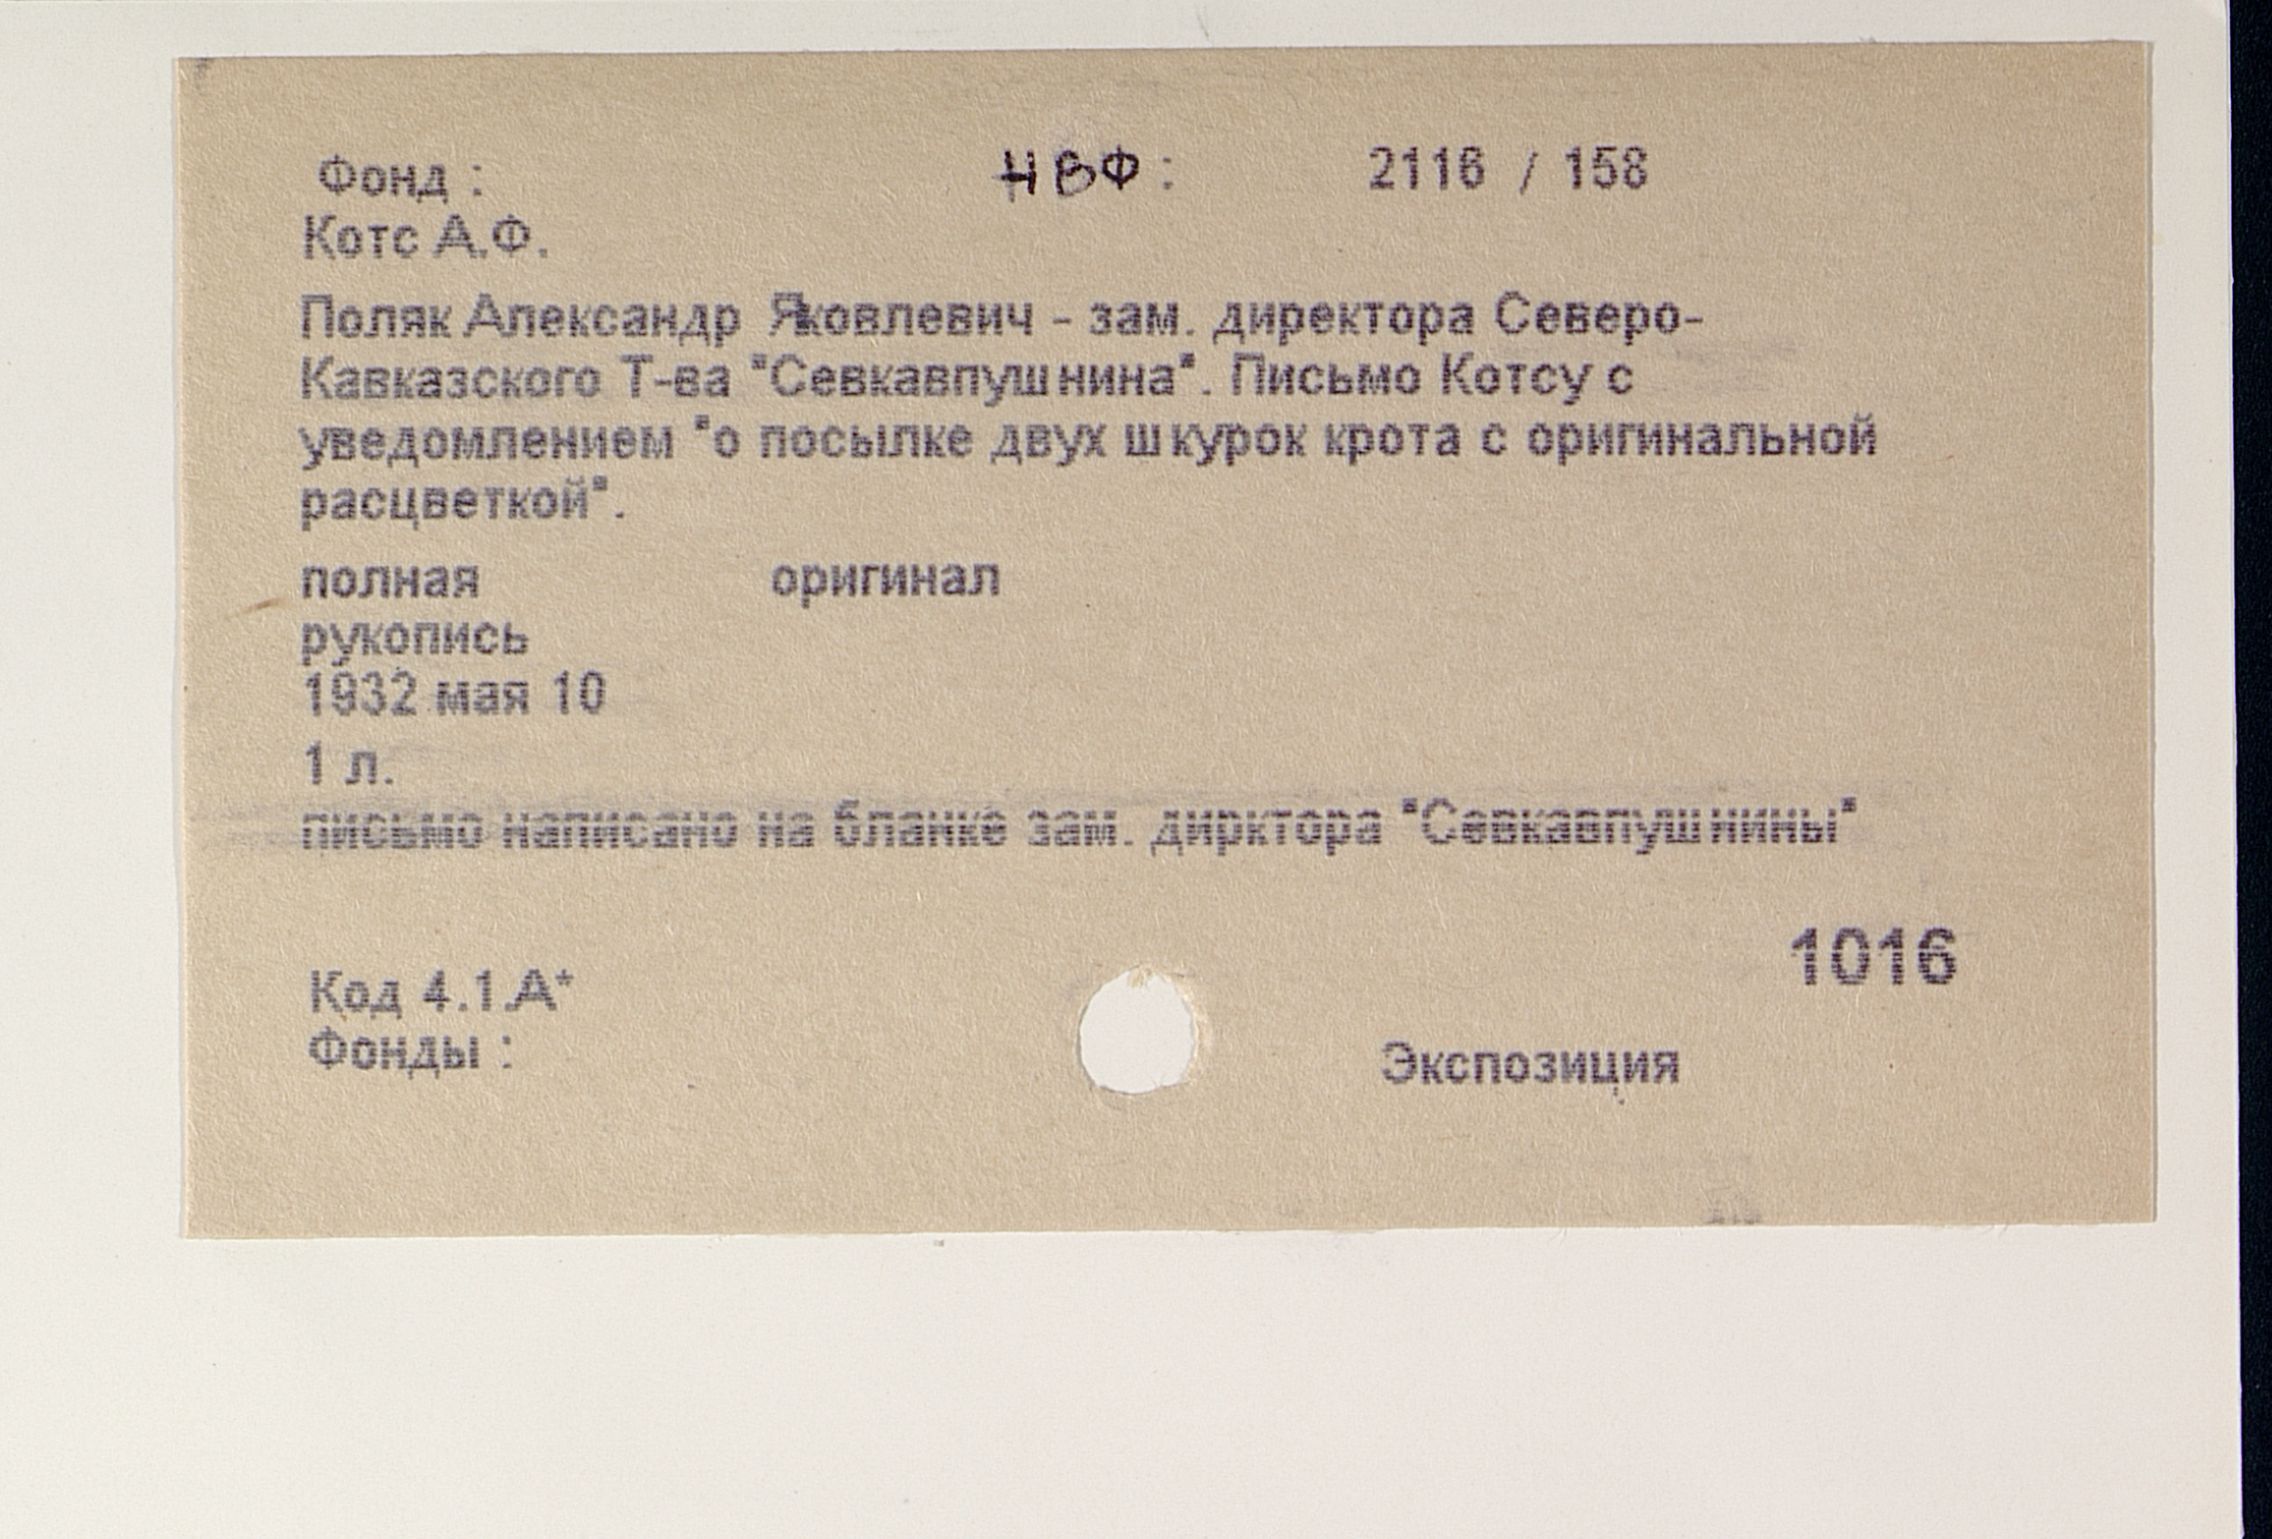 Фонд : НВФ : 2116 / 158
Котс А.Ф.
Поляк Александр Яковлевич - зам. директора Северо-
Кавказского Т-ва "Севкавпушнина". Письмо Котсу с
уведомлением "о посылке двух шкурок крота с оригинальной
расцветкой".
полная оригинал
рукопись
1932 мая 10
1 л.
письмо написано на бланке зам. дирктора "Севкавпушнины"
1016
Код 4.1.А+
Фонды : Экспозиция